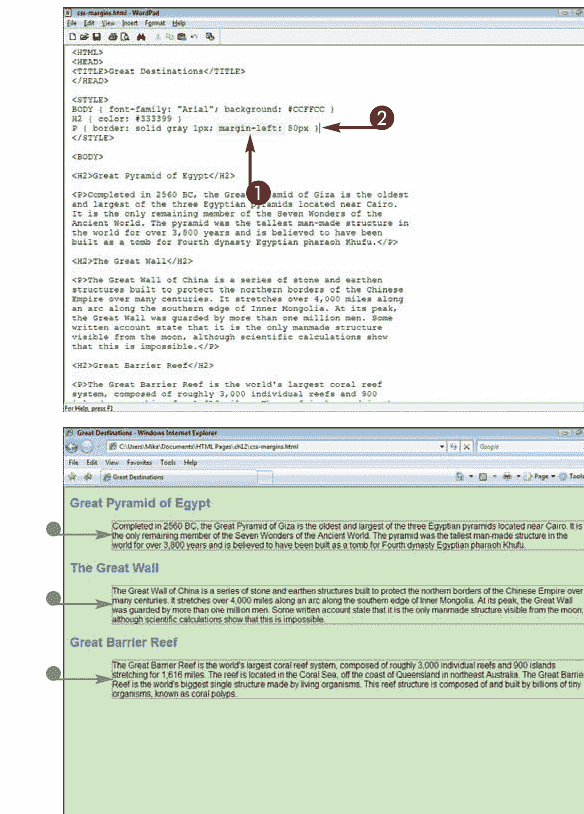 css-margins.html - WordPad
File Edit View Insert Format Help
<HTML>
<HEAD>
<TITLE>Great Destinations</TITLE>
</HEAD>
<STYLE>
BODY { font-family: "Arial"; background: #CCFFCC }
H2 { color: #333399 }
P { border: solid gray 1px; margin-left: 80px }
2
</STYLE>
1
<BODY>
<H2>Great Pyramid of Egypt</H2>
<P>Completed in 2560 BC, the Great Pyramid of Giza is the oldest
and largest of the three Egyptian pyramids located near Cairo.
It is the only remaining member of the Seven Wonders of the
Ancient World. The pyramid was the tallest man-made structure in
the world for over 3,800 years and is believed to have been
built as a tomb for Fourth dynasty Egyptian pharaoh Khufu.</P>
<H2>The Great Wall</H2>
<P>The Great Wall of China is a series of stone and earthen
structures built to protect the northern borders of the Chinese
Empire over many centuries. It stretches over 4,000 miles along
an arc along the southern edge of Inner Mongolia. At its peak,
the Great Wall was guarded by more than one million men. Some
written account state that it is the only manmade structure
visible from the moon, although scientific calculations show
that this is impossible.</P>
<H2>Great Barrier Reef</H2>
<P>The Great Barrier Reef is the world's largest coral reef
system, composed of roughly 3,000 individual reefs and 900
For Help, press F1
Great Destinations - Windows Internet Explorer
C:\Users\Mike\Documents\HTML Pages\ch12\css-margins.html
Google
File Edit View Favorites Tools Help
Great Destinations
Page Tools
Great Pyramid of Egypt
Completed in 2560 BC, the Great Pyramid of Giza is the oldest and largest of the three Egyptian pyramids located near Cairo. It is
the only remaining member of the Seven Wonders of the Ancient World. The pyramid was the tallest man-made structure in the
world for over 3,800 years and is believed to have been built as a tomb for Fourth dynasty Egyptian pharaoh Khufu.
The Great Wall
The Great Wall of China is a series of stone and earthen structures built to protect the northern borders of the Chinese Empire over
many centuries. It stretches over 4,000 miles along an arc along the southern edge of Inner Mongolia. At its peak, the Great Wall
was guarded by more than one million men. Some written account state that it is the only manmade structure visible from the moon,
although scientific calculations show that this is impossible.
Great Barrier Reef
The Great Barrier Reef is the world's largest coral reef system, composed of roughly 3,000 individual reefs and 900 islands
stretching for 1,616 miles. The reef is located in the Coral Sea, off the coast of Queensland in northeast Australia. The Great Barrie
Reef is the world's biggest single structure made by living organisms. This reef structure is composed of and built by billions of tiny
organisms, known as coral polyps.